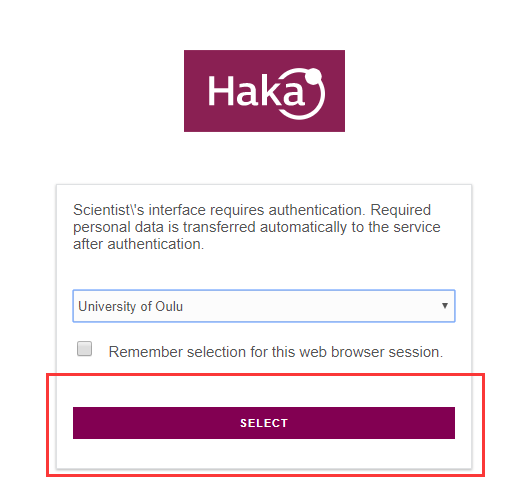 Haka
Scientist\'s interface requires authentication. Required
personal data is transferred automatically to the service
after authentication.
University of Oulu
Remember selection for this web browser session.
SELECT